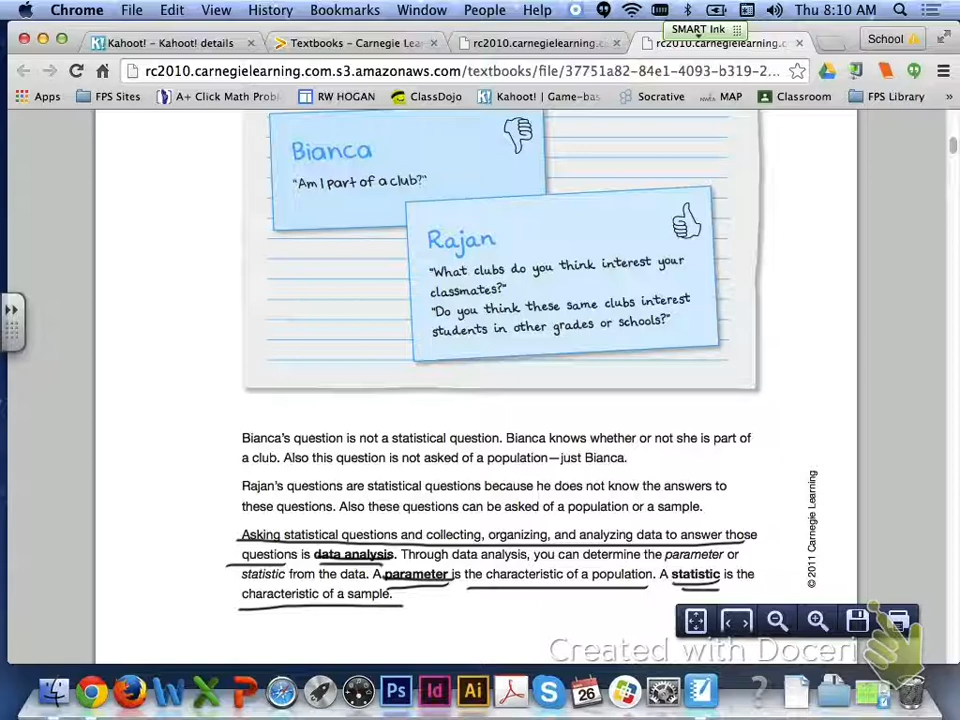 Chrome File Edit View History Bookmarks Window People Help Thu 8:10 AM
SMART Ink
Kahoot! - Kahoot! details × Textbooks - Carnegie Lea × rc2010.carnegielearning.co × rc2010.carnegielearning.co × School
rc2010.carnegielearning.com.s3.amazonaws.com/textbooks/file/37751a82-84e1-4093-b319-2...
Apps FPS Sites A+ Click Math Prob RW HOGAN ClassDojo Kahoot! | Game-bas Socrative MAP Classroom FPS Library »
Bianca
"Am I part of a club?"
Rajan
"What clubs do you think interest your
classmates?"
"Do you think these same clubs interest
students in other grades or schools?"
Bianca's question is not a statistical question. Bianca knows whether or not she is part of
a club. Also this question is not asked of a population—just Bianca.
Rajan's questions are statistical questions because he does not know the answers to
these questions. Also these questions can be asked of a population or a sample.
Asking statistical questions and collecting, organizing, and analyzing data to answer those
questions is data analysis. Through data analysis, you can determine the parameter or
statistic from the data. A parameter is the characteristic of a population. A statistic is the
characteristic of a sample.
© 2011 Carnegie Learning
Created with Doceri
Ps Id Ai 26